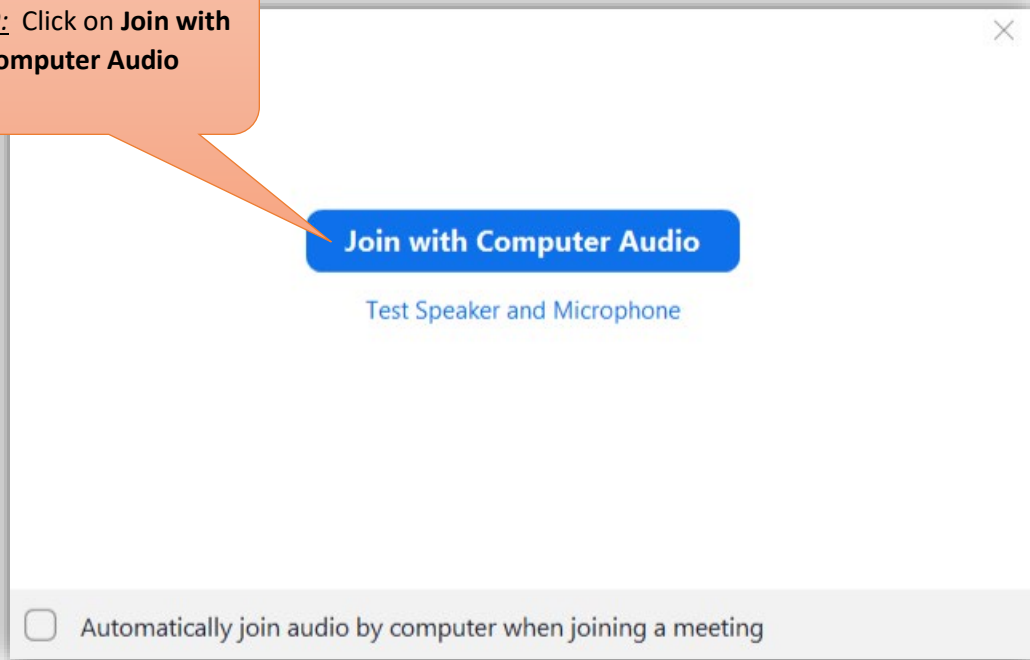 : Click on Join with
omputer Audio
Join with Computer Audio
Test Speaker and Microphone
Automatically join audio by computer when joining a meeting